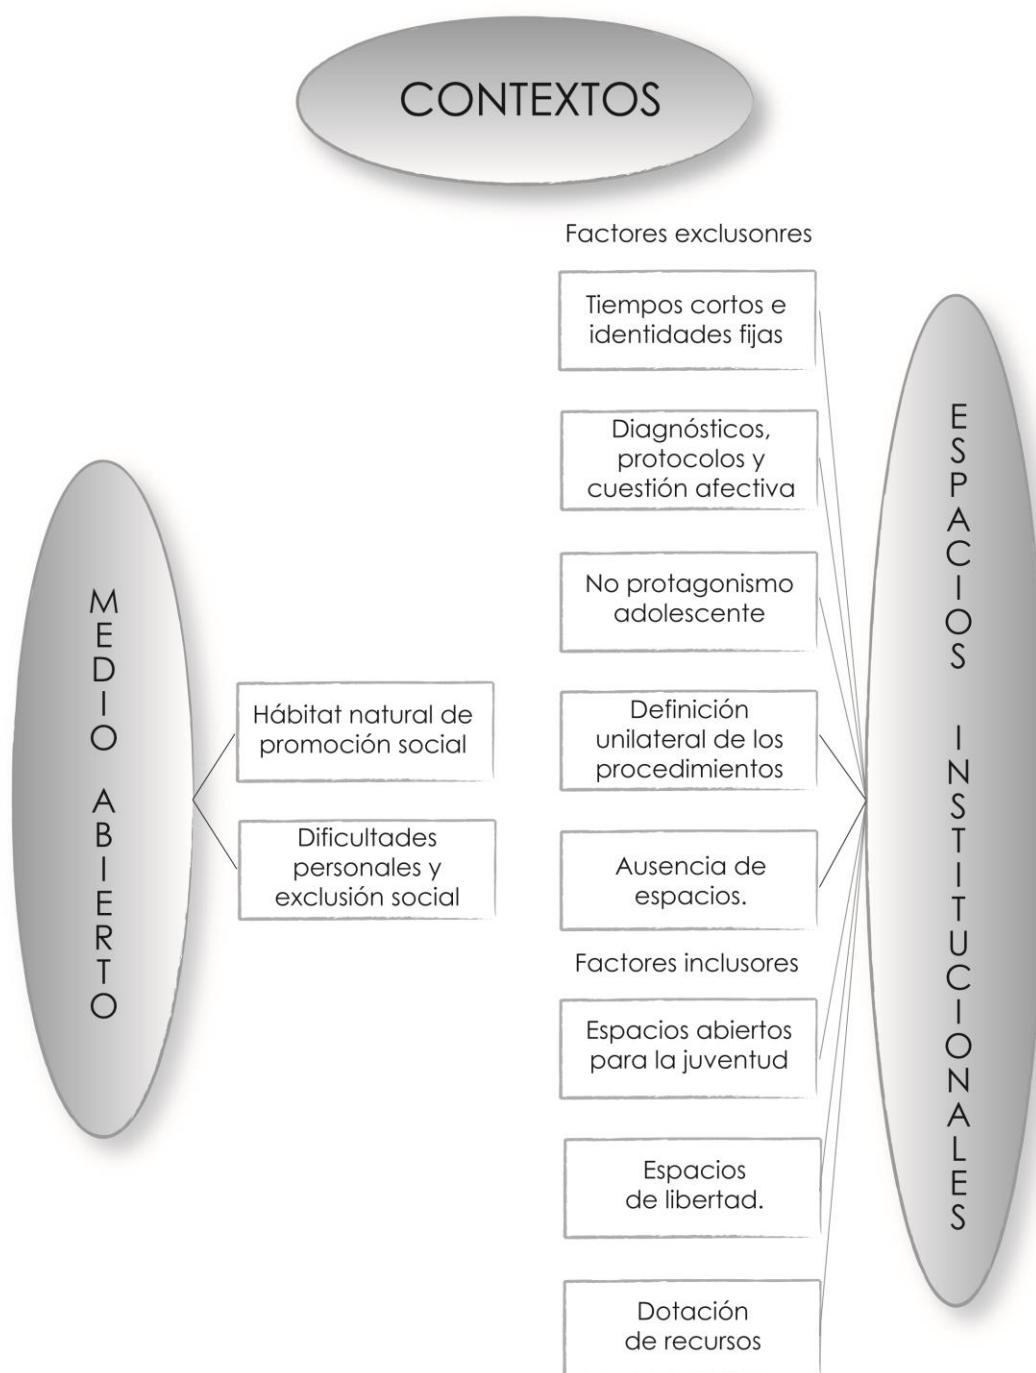 CONTEXTOS
MEDIO ABIERTO
Hábitat natural de
promoción social
Dificultades
personales y
exclusión social
Factores exclusonres
Tiempos cortos e
identidades fijas
Diagnósticos,
protocolos y
cuestión afectiva
No protagonismo
adolescente
Definición
unilateral de los
procedimientos
Ausencia de
espacios.
Factores inclusores
Espacios abiertos
para la juventud
Espacios
de libertad.
Dotación
de recursos
ESPACIOS INSTITUCIONALES